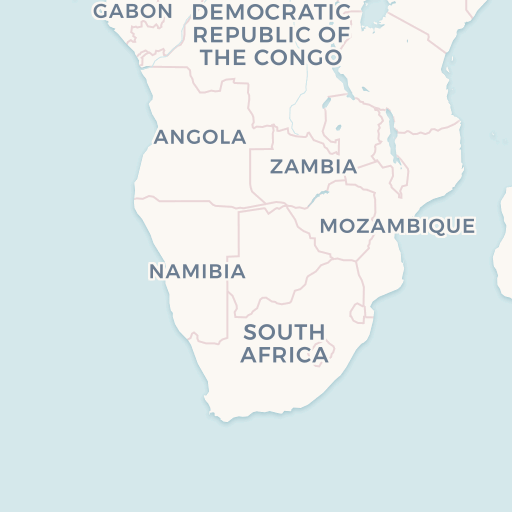 GABON
DEMOCRATIC
REPUBLIC OF
THE CONGO
ANGOLA
ZAMBIA
MOZAMBIQUE
NAMIBIA
SOUTH
AFRICA